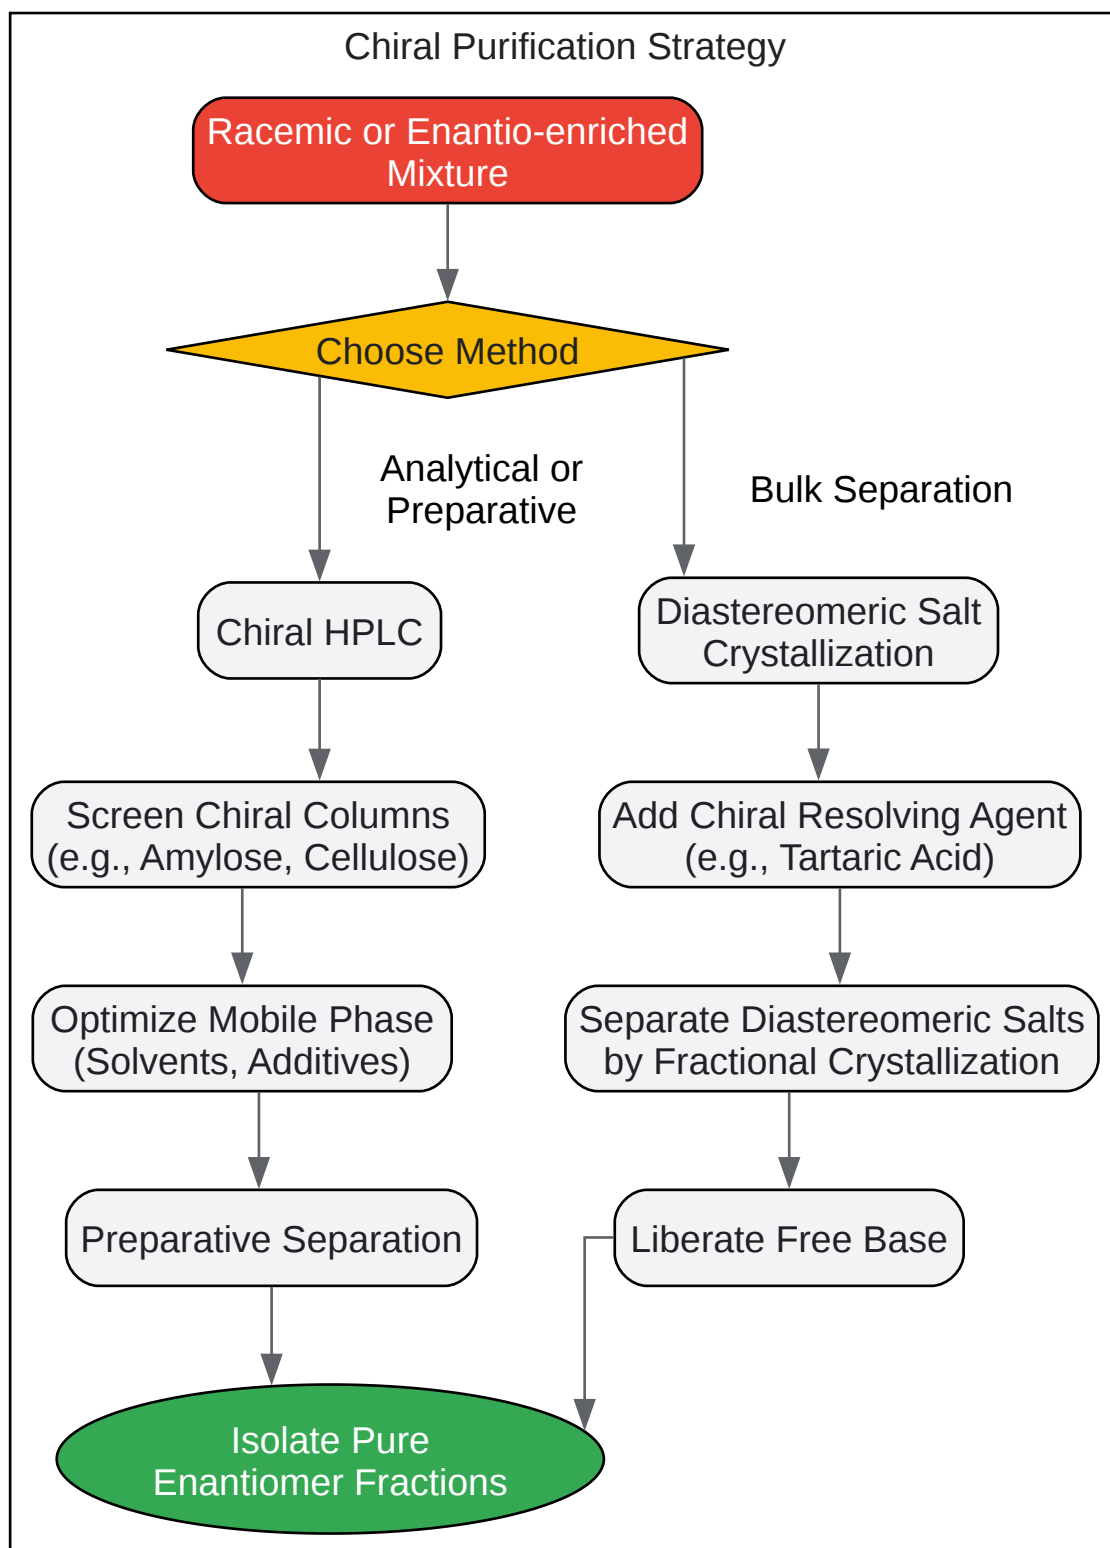 Chiral Purification Strategy
Racemic or Enantio-enriched
Mixture
Choose Method
Analytical or
Preparative
Bulk Separation
Chiral HPLC
Diastereomeric Salt
Crystallization
Screen Chiral Columns
(e.g., Amylose, Cellulose)
Add Chiral Resolving Agent
(e.g., Tartaric Acid)
Optimize Mobile Phase
(Solvents, Additives)
Separate Diastereomeric Salts
by Fractional Crystallization
Preparative Separation
Liberate Free Base
Isolate Pure
Enantiomer Fractions